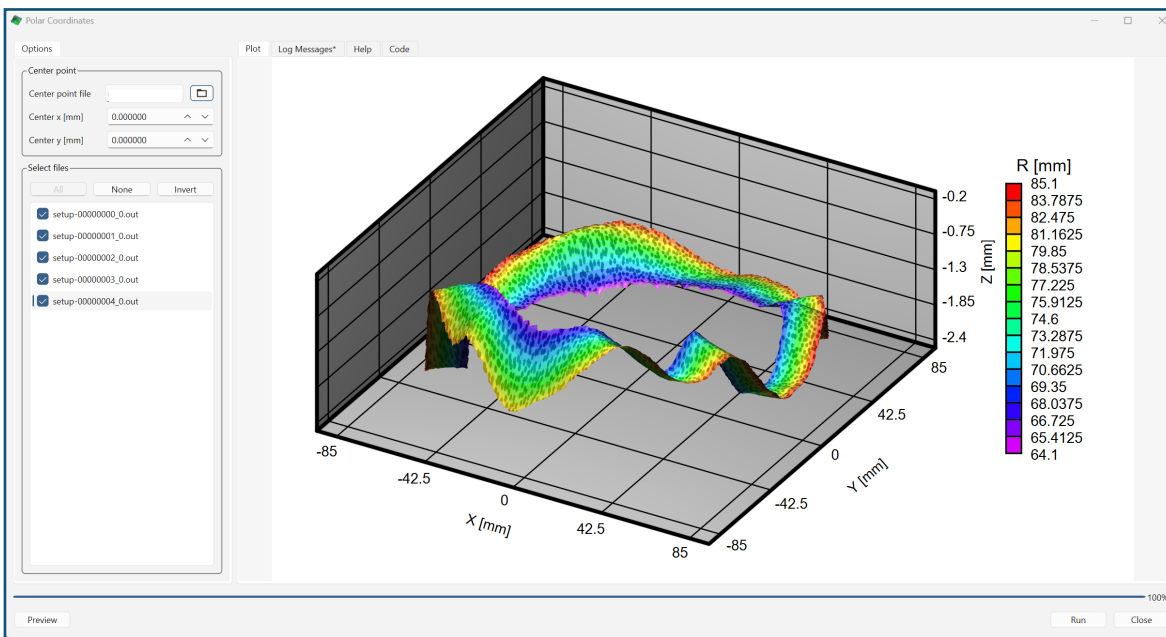 Polar Coordinates
Options
Center point
Center point file
Center x [mm] 0.000000
Center y [mm] 0.000000
Select files
All None Invert
setup-00000000_0.out
setup-00000001_0.out
setup-00000002_0.out
setup-00000003_0.out
setup-00000004_0.out
Plot Log Messages* Help Code
-0.2
-0.75
-1.3
-1.85
-2.4
Z [mm]
85
42.5
0
-42.5
-85
Y [mm]
-85
-42.5
0
42.5
85
X [mm]
R [mm]
85.1
83.7875
82.475
81.1625
79.85
78.5375
77.225
75.9125
74.6
73.2875
71.975
70.6625
69.35
68.0375
66.725
65.4125
64.1
100%
Preview Run Close